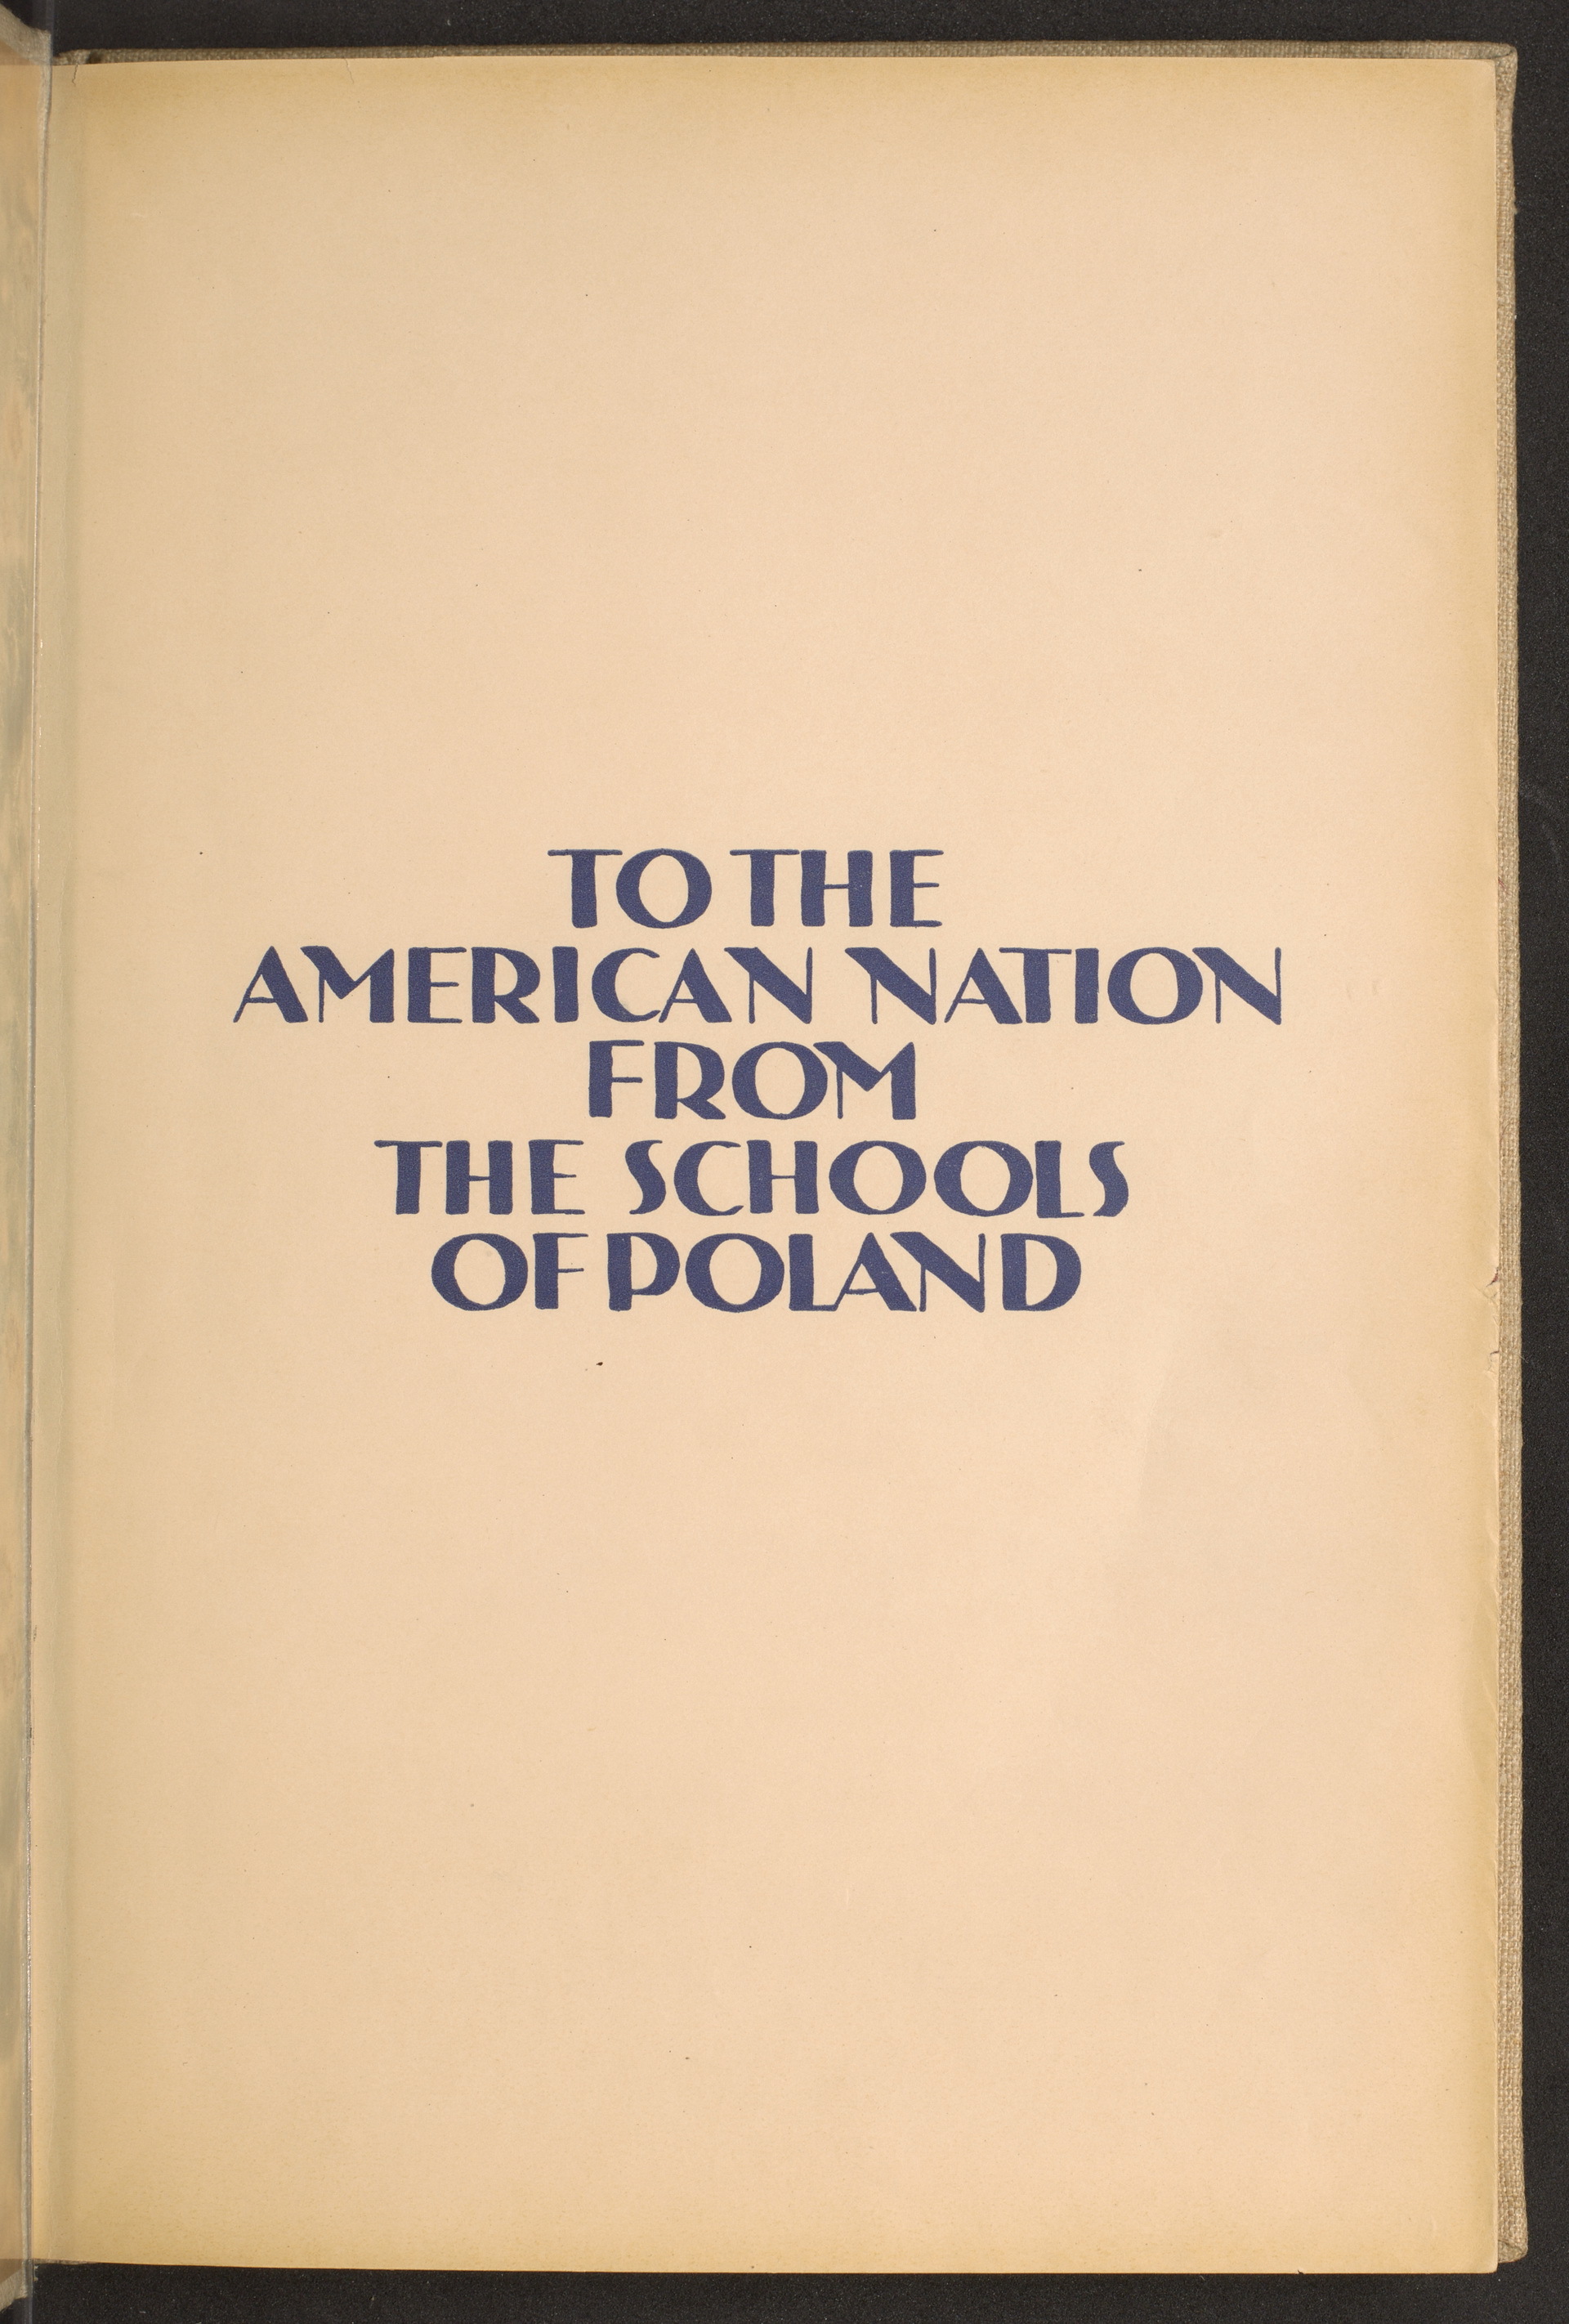 TO THE
AMERICAN NATION
FROM
THE SCHOOLS
OF POLAND